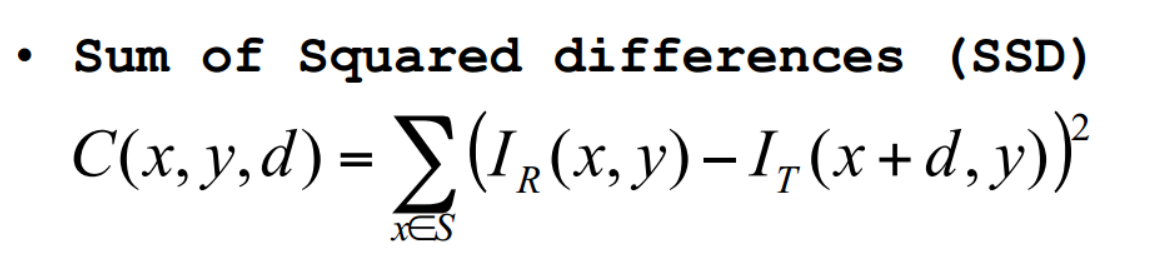 • Sum of Squared differences (SSD)
C(x, y, d) = ∑_{x∈S} (I_R(x, y) − I_T(x + d, y))²